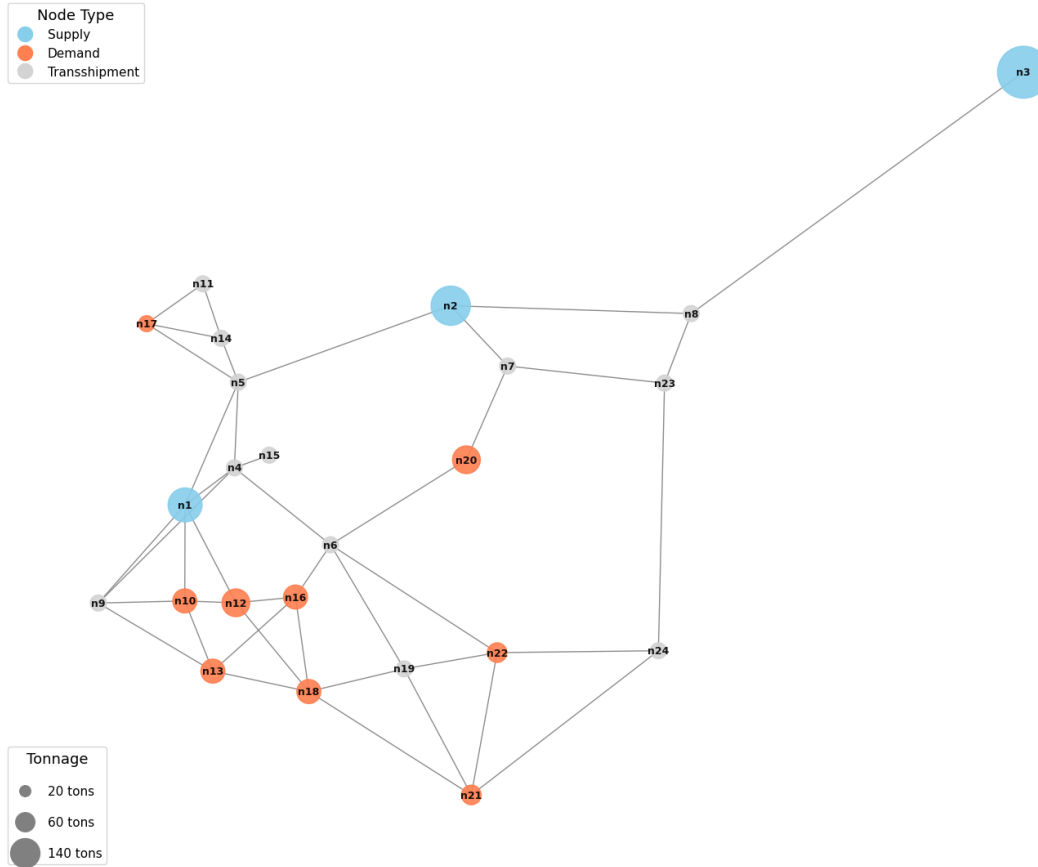 Node Type
Supply
Demand
Transshipment
n3
n11
n2
n8
n17
n14
n7
n5
n23
n15
n20
n4
n1
n6
n9
n10
n12
n16
n22
n24
n13
n19
n18
n21
Tonnage
20 tons
60 tons
140 tons